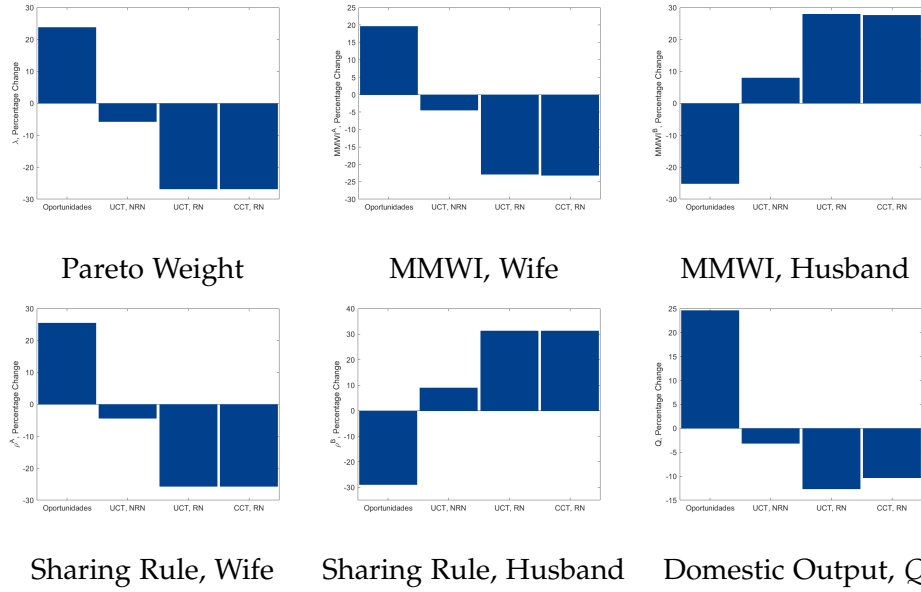 30
20
10
0
-10
-20
-30
λ, Percentage Change
Oportunidades UCT, NRN UCT, RN CCT, RN
Pareto Weight
25
20
15
10
5
0
-5
-10
-15
-20
-25
-30
MMWI^A, Percentage Change
Oportunidades UCT, NRN UCT, RN CCT, RN
MMWI, Wife
30
20
10
0
-10
-20
-30
MMWI^B, Percentage Change
Oportunidades UCT, NRN UCT, RN CCT, RN
MMWI, Husband
30
20
10
0
-10
-20
-30
ρ^A, Percentage Change
Oportunidades UCT, NRN UCT, RN CCT, RN
Sharing Rule, Wife
40
30
20
10
0
-10
-20
-30
ρ^B, Percentage Change
Oportunidades UCT, NRN UCT, RN CCT, RN
Sharing Rule, Husband
25
20
15
10
5
0
-5
-10
-15
Q, Percentage Change
Oportunidades UCT, NRN UCT, RN CCT, RN
Domestic Output, Q